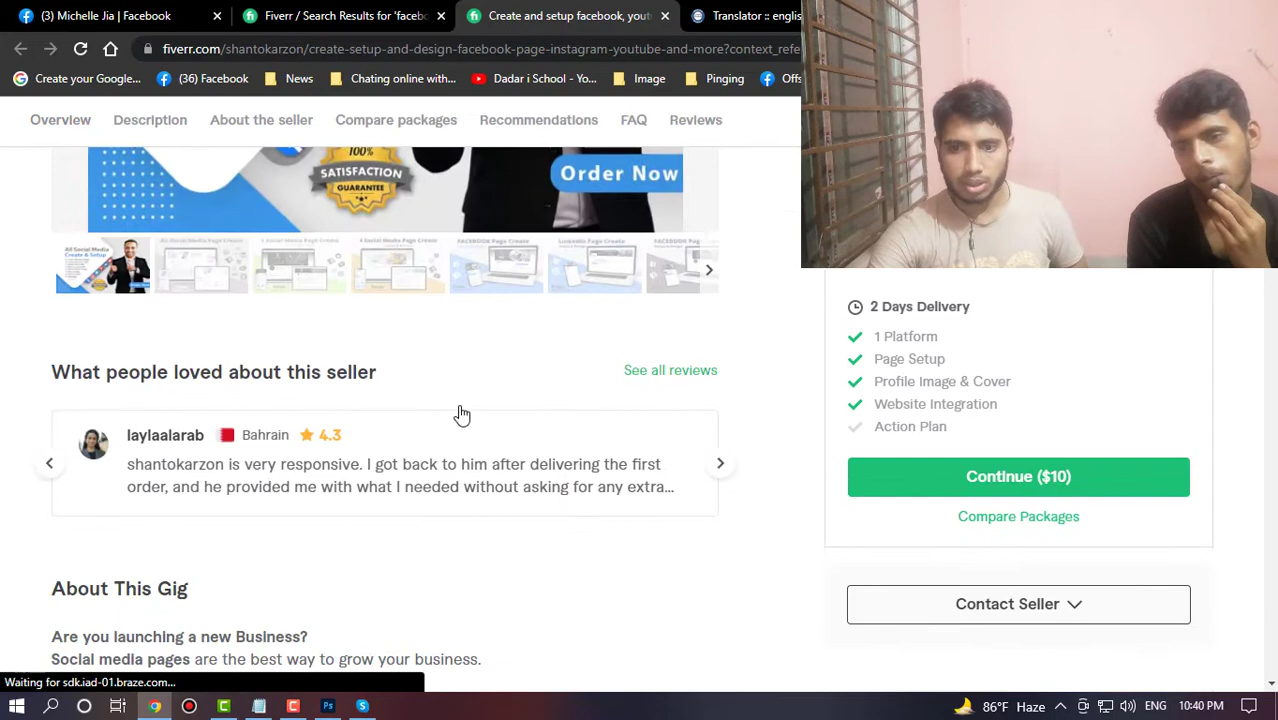 (3) Michelle Jia | Facebook
Fiverr / Search Results for 'facebo
Create and setup facebook, yout
Translator :: english
fiverr.com/shantokarzon/create-setup-and-design-facebook-page-instagram-youtube-and-more?context_refe
Create your Google...
(36) Facebook
News
Chating online with...
Dadar i School - Yo...
Image
Pinging
Offs
Overview
Description
About the seller
Compare packages
Recommendations
FAQ
Reviews
100%
SATISFACTION
GUARANTEE
Order Now
All Social Media
Create & Setup
2 Days Delivery
1 Platform
Page Setup
Profile Image & Cover
Website Integration
Action Plan
Continue ($10)
Compare Packages
Contact Seller
What people loved about this seller
See all reviews
laylaalarab
Bahrain
4.3
shantokarzon is very responsive. I got back to him after delivering the first
order, and he provided me with what I needed without asking for any extra...
About This Gig
Are you launching a new Business?
Social media pages are the best way to grow your business.
Waiting for sdk.iad-01.braze.com...
86°F Haze
ENG
10:40 PM